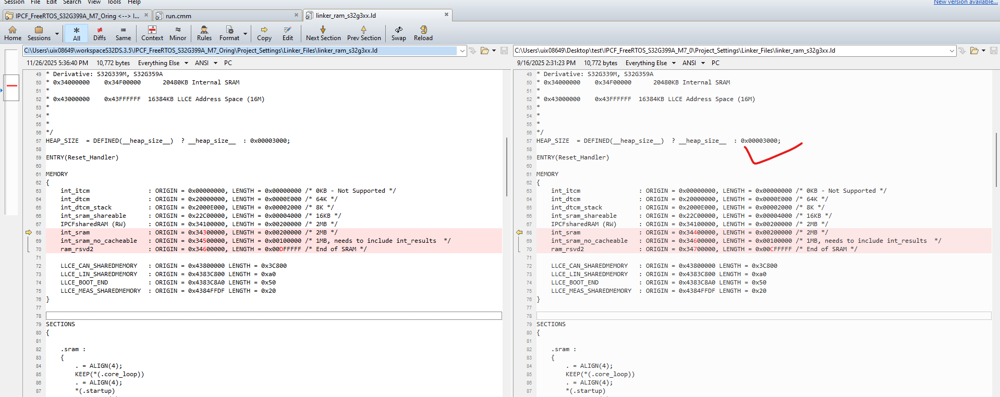 Session File Edit Search View Tools Help New version available...
IPCF_FreeRTOS_S32G399A_M7_Oring <--> I... run.cmm linker_ram_s32g3xx.ld
Home Sessions All Diffs Same Context Minor Rules Format Copy Edit Next Section Prev Section Swap Reload
C:\Users\uix08649\workspaceS32DS.3.5\IPCF_FreeRTOS_S32G399A_M7_Oring\Project_Settings\Linker_Files\linker_ram_s32g3xx.ld
11/26/2025 5:36:40 PM 10,772 bytes Everything Else ANSI PC
49 * Derivative: S32G339M, S32G359A
50 * 0x34000000 0x34F00000 20480KB Internal SRAM
51 *
52 * 0x43000000 0x43FFFFFF 16384KB LLCE Address Space (16M)
53 *
54 *
55 *
56 */
57 HEAP_SIZE = DEFINED(__heap_size__) ? __heap_size__ : 0x00003000;
58
59 ENTRY(Reset_Handler)
60
61 MEMORY
62 {
63 int_itcm : ORIGIN = 0x00000000, LENGTH = 0x00000000 /* 0KB - Not Supported */
64 int_dtcm : ORIGIN = 0x20000000, LENGTH = 0x0000E000 /* 64K */
65 int_dtcm_stack : ORIGIN = 0x2000E000, LENGTH = 0x00002000 /* 8K */
66 int_sram_shareable : ORIGIN = 0x22C00000, LENGTH = 0x00004000 /* 16KB */
67 IPCFsharedRAM (RW) : ORIGIN = 0x34100000, LENGTH = 0x00200000 /* 2MB */
68 int_sram : ORIGIN = 0x34300000, LENGTH = 0x00200000 /* 2MB */
69 int_sram_no_cacheable : ORIGIN = 0x34500000, LENGTH = 0x00100000 /* 1MB, needs to include int_results */
70 ram_rsvd2 : ORIGIN = 0x34600000, LENGTH = 0x00DFFFFF /* End of SRAM */
71
72 LLCE_CAN_SHAREDMEMORY : ORIGIN = 0x43800000 LENGTH = 0x3C800
73 LLCE_LIN_SHAREDMEMORY : ORIGIN = 0x4383C800 LENGTH = 0xa0
74 LLCE_BOOT_END : ORIGIN = 0x4383C8A0 LENGTH = 0x50
75 LLCE_MEAS_SHAREDMEMORY : ORIGIN = 0x4384FFDF LENGTH = 0x20
76 }
77
78
79 SECTIONS
80 {
81
82 .sram :
83 {
84 . = ALIGN(4);
85 KEEP(*(.core_loop))
86 . = ALIGN(4);
87 *(.startup)
C:\Users\uix08649\Desktop\test\IPCF_FreeRTOS_S32G399A_M7_0\Project_Settings\Linker_Files\linker_ram_s32g3xx.ld
9/16/2025 2:31:23 PM 10,772 bytes Everything Else ANSI PC
49 * Derivative: S32G339M, S32G359A
50 * 0x34000000 0x34F00000 20480KB Internal SRAM
51 *
52 * 0x43000000 0x43FFFFFF 16384KB LLCE Address Space (16M)
53 *
54 *
55 *
56 */
57 HEAP_SIZE = DEFINED(__heap_size__) ? __heap_size__ : 0x00003000;
58
59 ENTRY(Reset_Handler)
60
61 MEMORY
62 {
63 int_itcm : ORIGIN = 0x00000000, LENGTH = 0x00000000 /* 0KB - Not Supported */
64 int_dtcm : ORIGIN = 0x20000000, LENGTH = 0x0000E000 /* 64K */
65 int_dtcm_stack : ORIGIN = 0x2000E000, LENGTH = 0x00002000 /* 8K */
66 int_sram_shareable : ORIGIN = 0x22C00000, LENGTH = 0x00004000 /* 16KB */
67 IPCFsharedRAM (RW) : ORIGIN = 0x34100000, LENGTH = 0x00200000 /* 2MB */
68 int_sram : ORIGIN = 0x34400000, LENGTH = 0x00200000 /* 2MB */
69 int_sram_no_cacheable : ORIGIN = 0x34600000, LENGTH = 0x00100000 /* 1MB, needs to include int_results */
70 ram_rsvd2 : ORIGIN = 0x34700000, LENGTH = 0x00CFFFFF /* End of SRAM */
71
72 LLCE_CAN_SHAREDMEMORY : ORIGIN = 0x43800000 LENGTH = 0x3C800
73 LLCE_LIN_SHAREDMEMORY : ORIGIN = 0x4383C800 LENGTH = 0xa0
74 LLCE_BOOT_END : ORIGIN = 0x4383C8A0 LENGTH = 0x50
75 LLCE_MEAS_SHAREDMEMORY : ORIGIN = 0x4384FFDF LENGTH = 0x20
76 }
77
78
79 SECTIONS
80 {
81
82 .sram :
83 {
84 . = ALIGN(4);
85 KEEP(*(.core_loop))
86 . = ALIGN(4);
87 *(.startup)